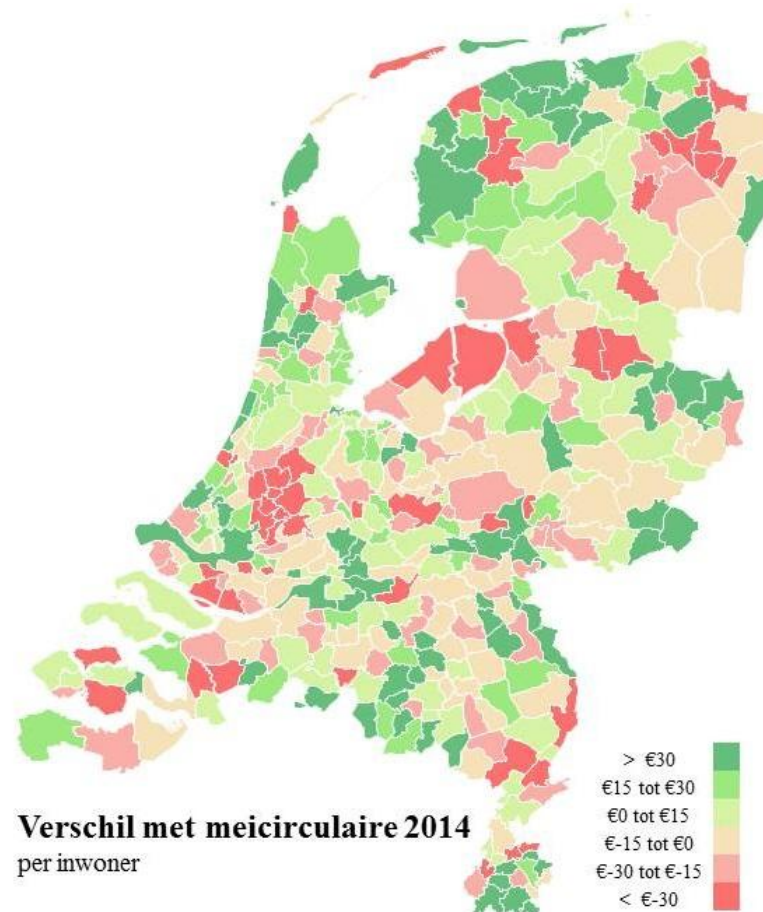 > €30
€15 tot €30
€0 tot €15
€-15 tot €0
€-30 tot €-15
< €-30
Verschil met meicirculaire 2014
per inwoner